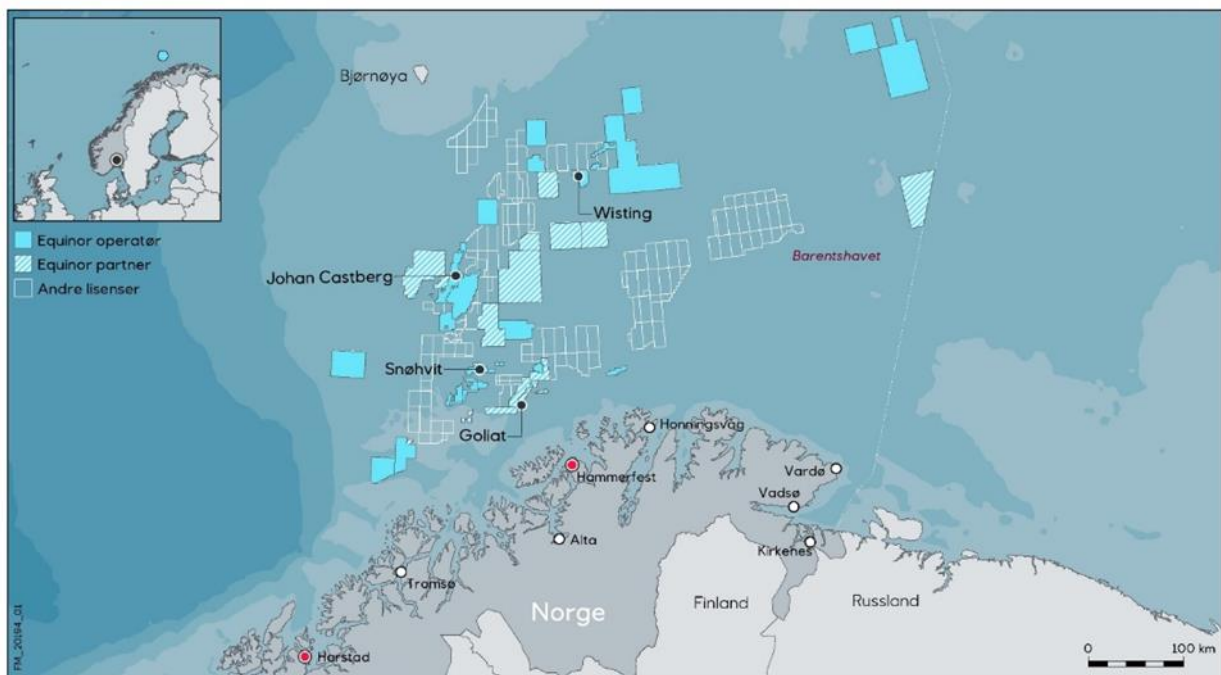 Bjørnøya
Wisting
Equinor operatør
Equinor partner
Andre lisenser
Johan Castberg
Barentshavet
Snøhvit
Goliat
Honningsvåg
Hammerfest
Vardø
Vadsø
Alta
Kirkenes
Tromsø
Norge
Finland
Russland
Harstad
0 100 km
FM_20194_01